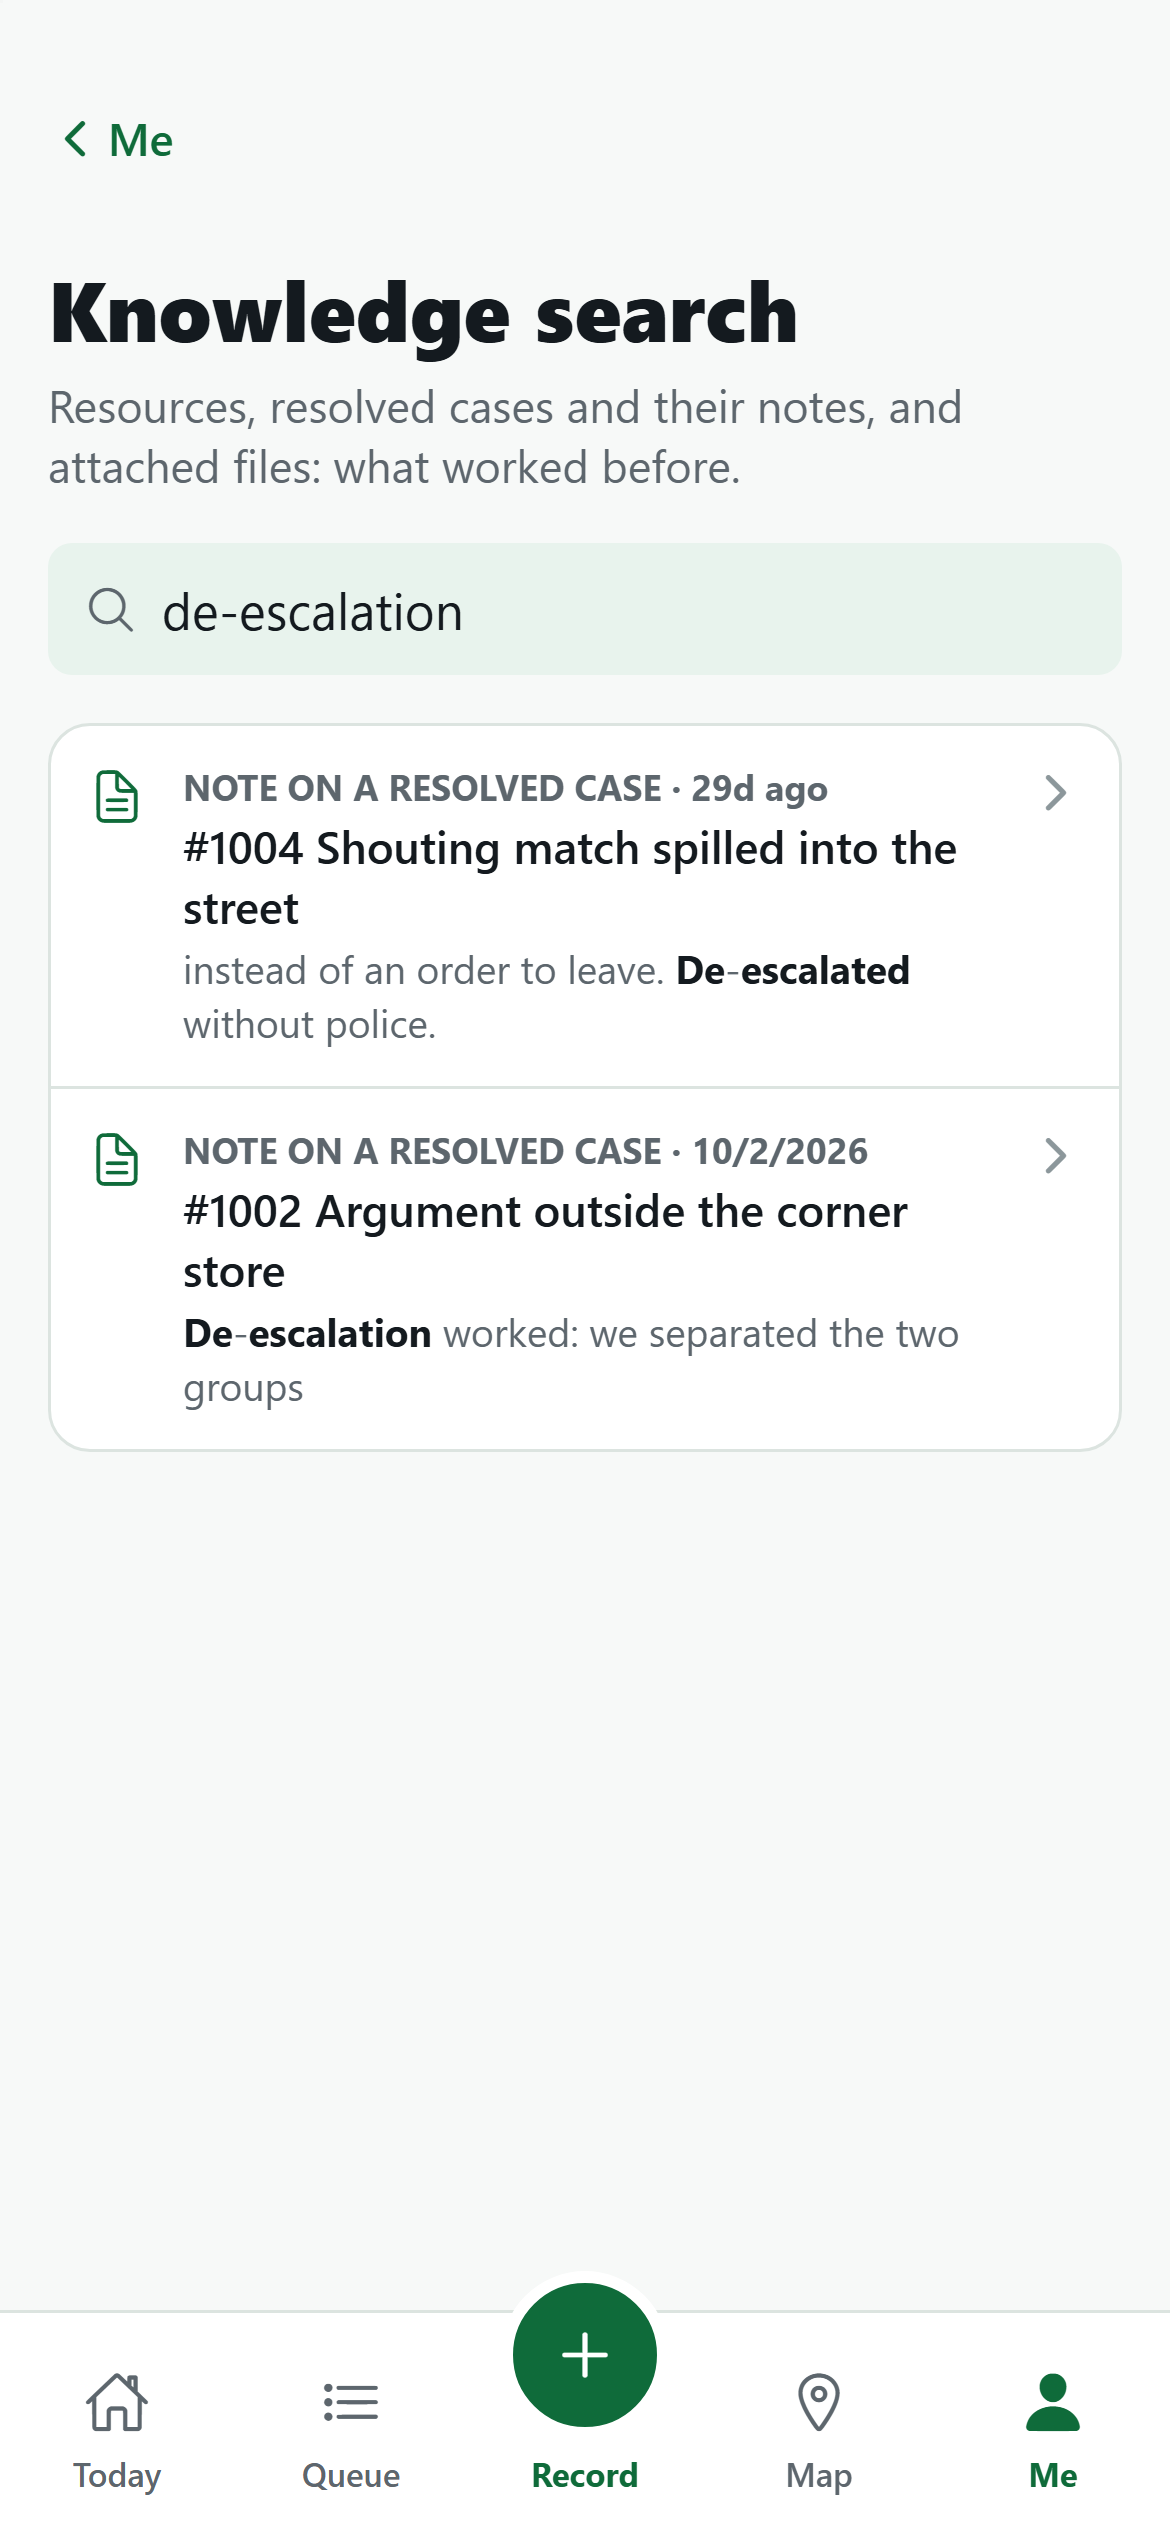 Me
Knowledge search
Resources, resolved cases and their notes, and
attached files: what worked before.
de-escalation
NOTE ON A RESOLVED CASE · 29d ago
#1004 Shouting match spilled into the
street
instead of an order to leave. De-escalated
without police.
NOTE ON A RESOLVED CASE · 10/2/2026
#1002 Argument outside the corner
store
De-escalation worked: we separated the two
groups
Today
Queue
Record
Map
Me